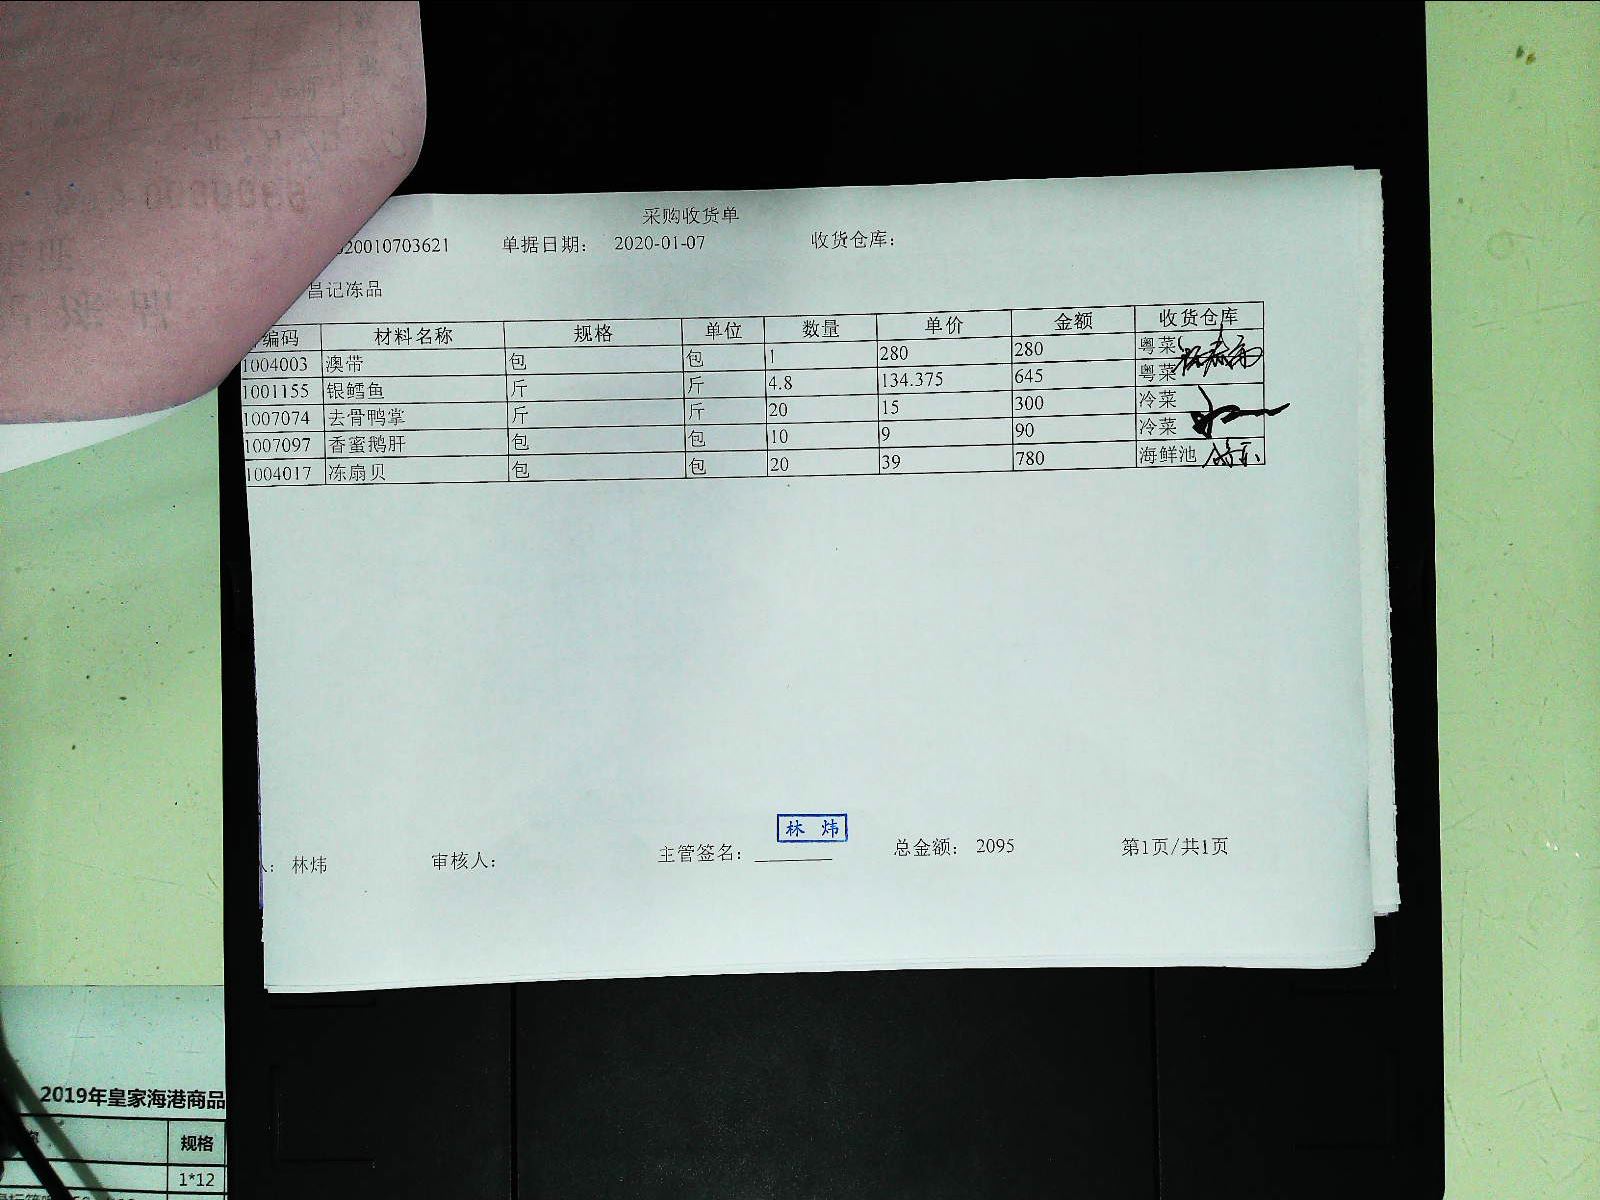 采购收货单
20010703621 单据日期： 2020-01-07 收货仓库：
昌记冻品
编码 材料名称 规格 单位 数量 单价 金额 收货仓库
1004003 澳带 包 包 1 280 280 粤菜
1001155 银鳕鱼 斤 斤 4.8 134.375 645 粤菜
1007074 去骨鸭掌 斤 斤 20 15 300 冷菜
1007097 香蜜鹅肝 包 包 10 9 90 冷菜
1004017 冻扇贝 包 包 20 39 780 海鲜池
林 炜
人： 林炜 审核人： 主管签名： 总金额： 2095 第1页/共1页
2019年皇家海港商品
规格
1*12